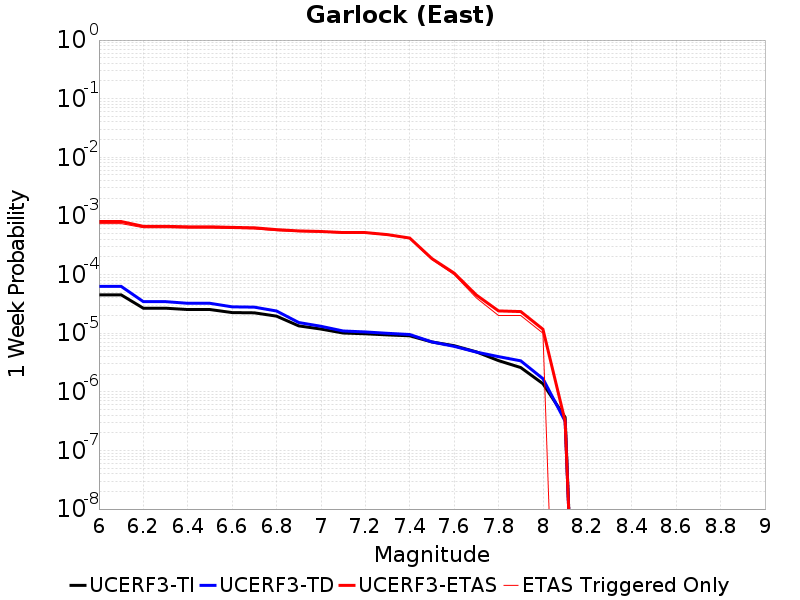 Garlock (East)
1 Week Probability
10^0
10^-1
10^-2
10^-3
10^-4
10^-5
10^-6
10^-7
10^-8
6 6.2 6.4 6.6 6.8 7 7.2 7.4 7.6 7.8 8 8.2 8.4 8.6 8.8 9
Magnitude
UCERF3-TI UCERF3-TD UCERF3-ETAS ETAS Triggered Only